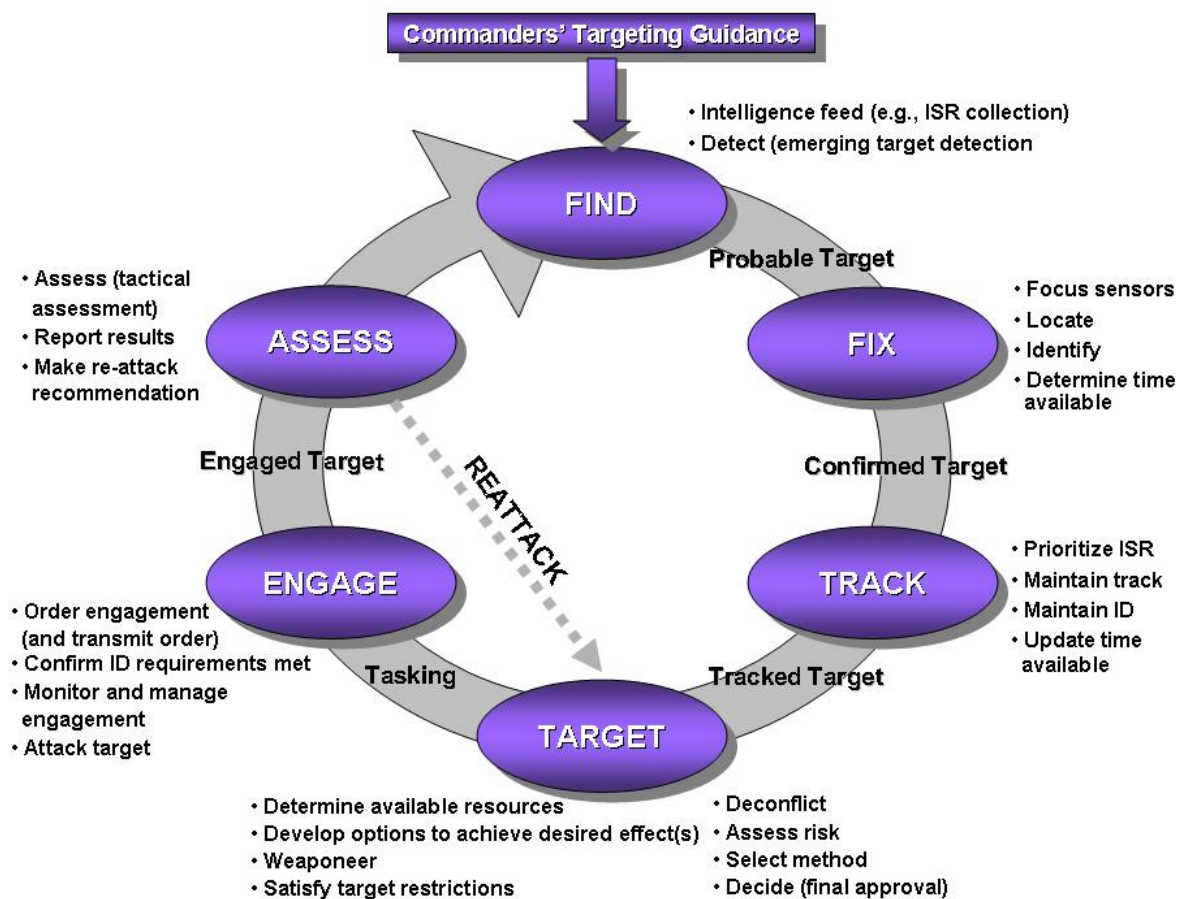 Commanders' Targeting Guidance
• Intelligence feed (e.g., ISR collection)
• Detect (emerging target detection
FIND
Probable Target
• Focus sensors
• Locate
• Identify
• Determine time
available
FIX
Confirmed Target
• Prioritize ISR
• Maintain track
• Maintain ID
• Update time
available
TRACK
Tracked Target
TARGET
• Determine available resources
• Develop options to achieve desired effect(s)
• Weaponeer
• Satisfy target restrictions
• Deconflict
• Assess risk
• Select method
• Decide (final approval)
Tasking
ENGAGE
• Order engagement
(and transmit order)
• Confirm ID requirements met
• Monitor and manage
engagement
• Attack target
Engaged Target
ASSESS
• Assess (tactical
assessment)
• Report results
• Make re-attack
recommendation
REATTACK